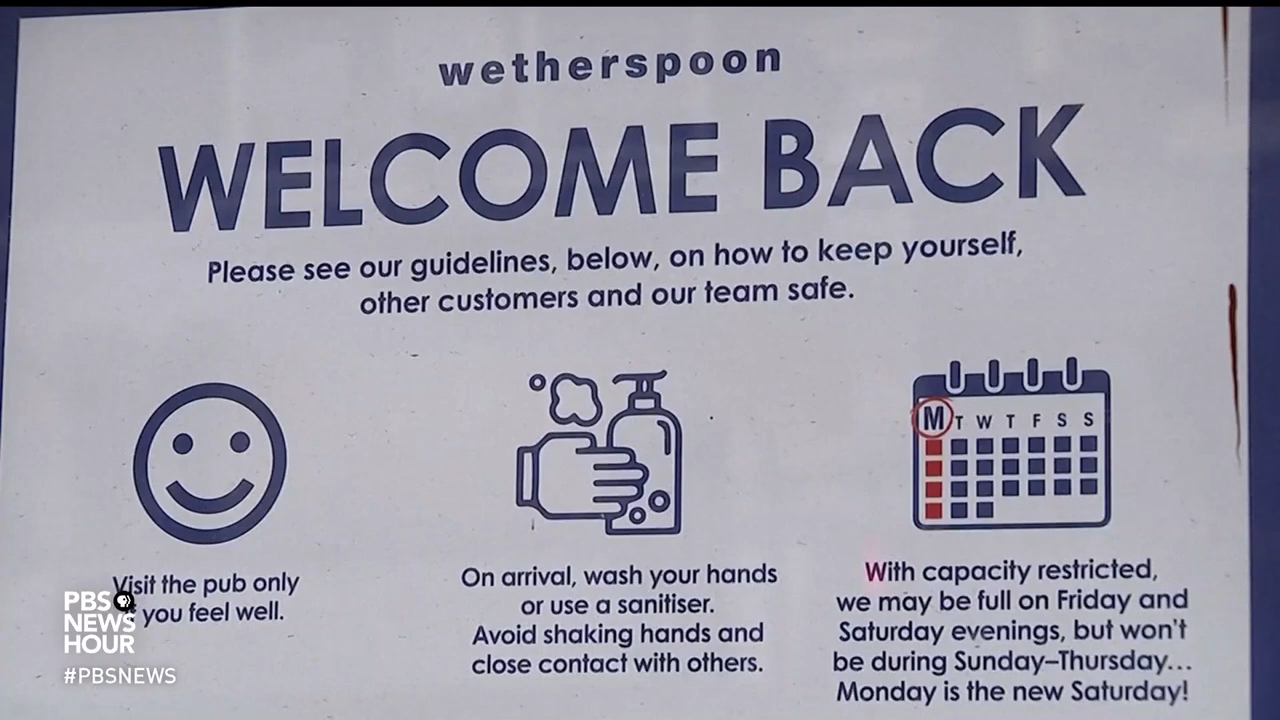 wetherspoon
WELCOME BACK
Please see our guidelines, below, on how to keep yourself,
other customers and our team safe.
M T W T F S S
Visit the pub only
you feel well.
On arrival, wash your hands
or use a sanitiser.
Avoid shaking hands and
close contact with others.
With capacity restricted,
we may be full on Friday and
Saturday evenings, but won't
be during Sunday–Thursday...
Monday is the new Saturday!
PBS
NEWS
HOUR
#PBSNEWS